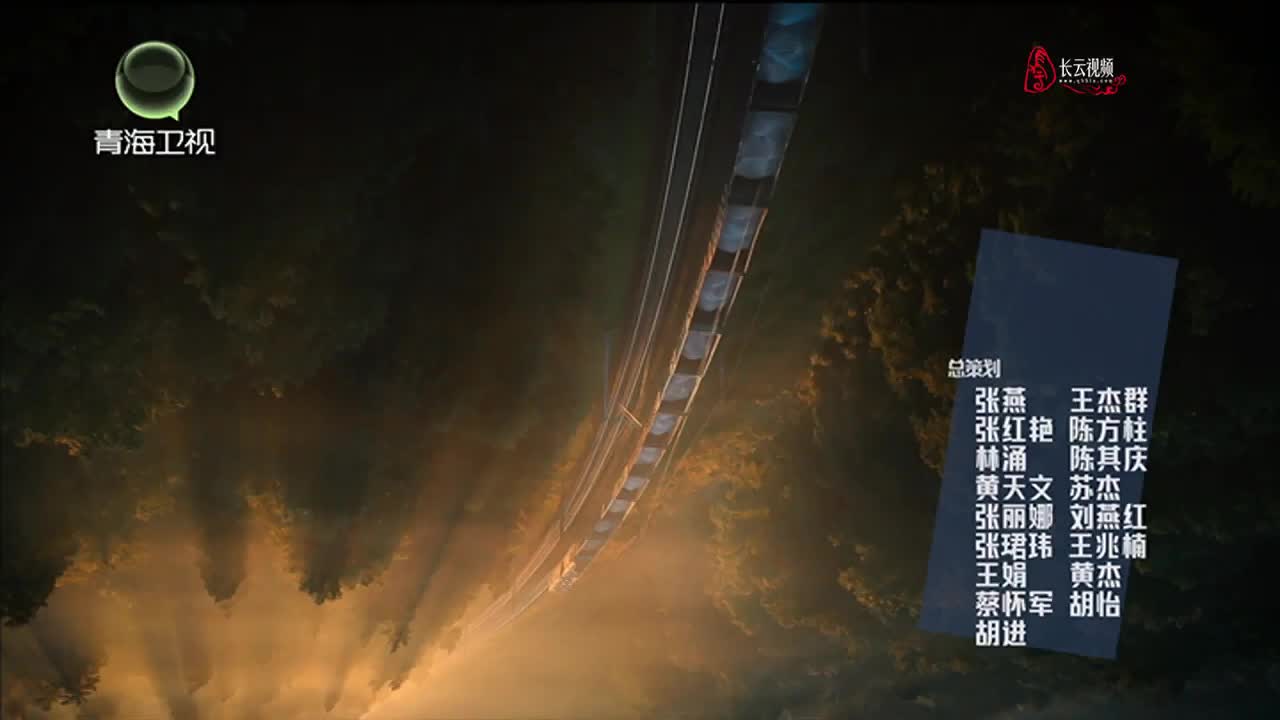 青海卫视
长云视频
总策划
张燕 王杰群
张红艳 陈方柱
林涌 陈其庆
黄天文 苏杰
张丽娜 刘燕红
张珺玮 王兆楠
王娟 黄杰
蔡怀军 胡怡
胡进